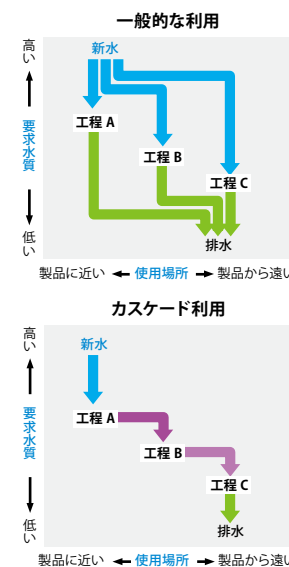 一般的な利用
高い
要求水質
低い
新水
工程 A
工程 B
工程 C
排水
製品に近い 使用場所 製品から遠い
カスケード利用
高い
要求水質
低い
新水
工程 A
工程 B
工程 C
排水
製品に近い 使用場所 製品から遠い